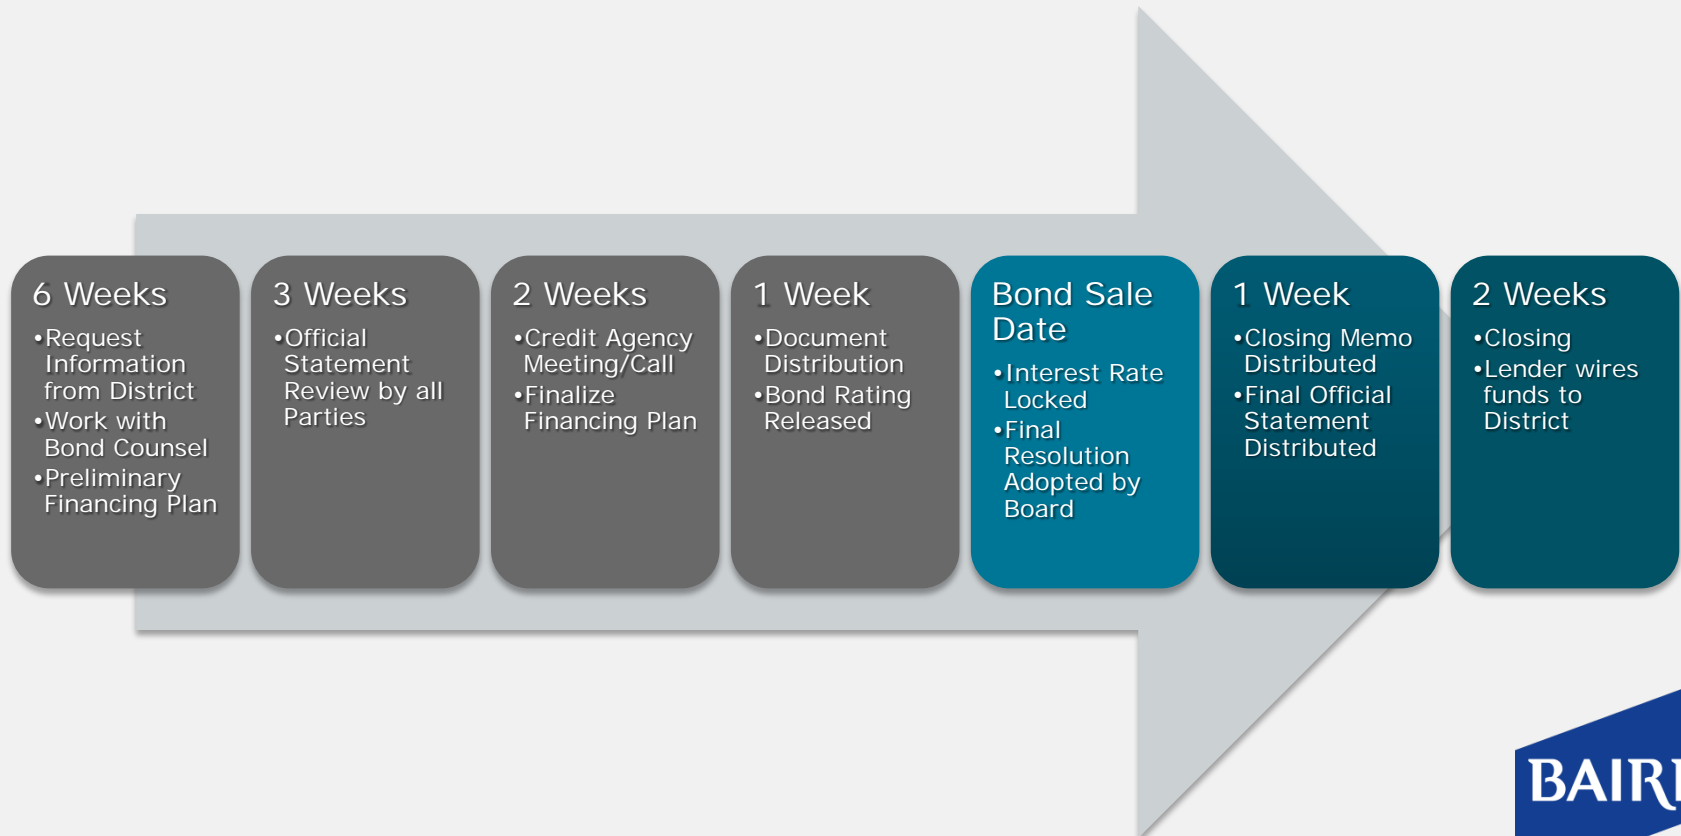 6 Weeks
•Request
Information
from District
•Work with
Bond Counsel
•Preliminary
Financing Plan
3 Weeks
•Official
Statement
Review by all
Parties
2 Weeks
•Credit Agency
Meeting/Call
•Finalize
Financing Plan
1 Week
•Document
Distribution
•Bond Rating
Released
Bond Sale
Date
•Interest Rate
Locked
•Final
Resolution
Adopted by
Board
1 Week
•Closing Memo
Distributed
•Final Official
Statement
Distributed
2 Weeks
•Closing
•Lender wires
funds to
District